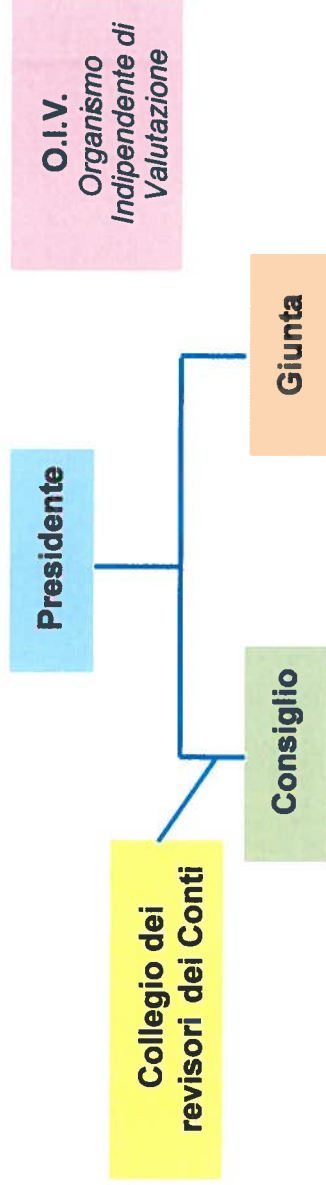 Presidente
O.I.V.
Organismo
Indipendente di
Valutazione
Collegio dei
revisori dei Conti
Consiglio
Giunta